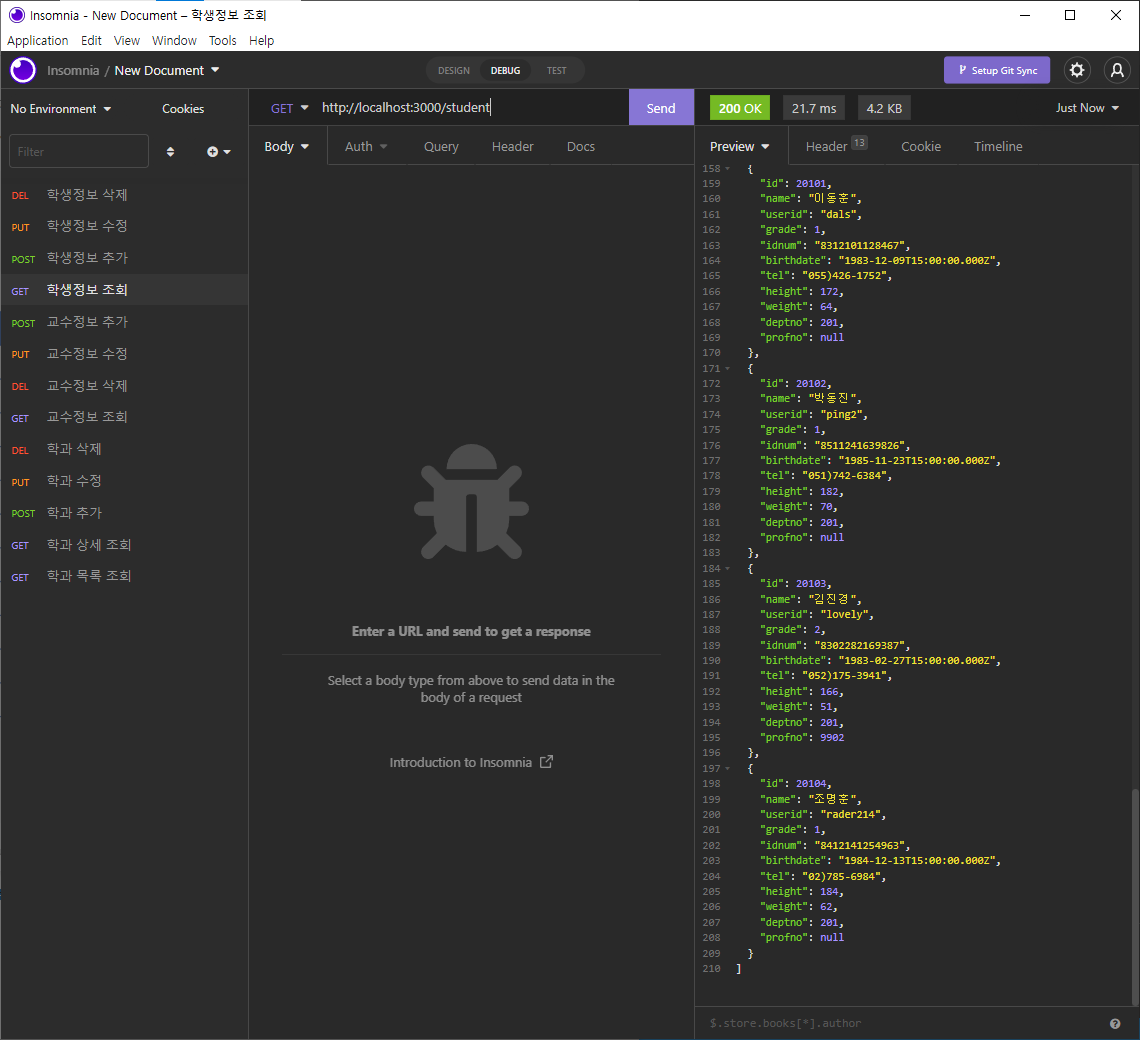 Insomnia - New Document – 학생정보 조회
Application Edit View Window Tools Help
Insomnia / New Document
DESIGN DEBUG TEST
Setup Git Sync
No Environment Cookies
Filter
DEL 학생정보 삭제
PUT 학생정보 수정
POST 학생정보 추가
GET 학생정보 조회
POST 교수정보 추가
PUT 교수정보 수정
DEL 교수정보 삭제
GET 교수정보 조회
DEL 학과 삭제
PUT 학과 수정
POST 학과 추가
GET 학과 상세 조회
GET 학과 목록 조회
GET http://localhost:3000/student Send
Body Auth Query Header Docs
Enter a URL and send to get a response
Select a body type from above to send data in the
body of a request
Introduction to Insomnia
200 OK 21.7 ms 4.2 KB Just Now
Preview Header 13 Cookie Timeline
158 {
159 "id": 20101,
160 "name": "이동훈",
161 "userid": "dals",
162 "grade": 1,
163 "idnum": "8312101128467",
164 "birthdate": "1983-12-09T15:00:00.000Z",
165 "tel": "055)426-1752",
166 "height": 172,
167 "weight": 64,
168 "deptno": 201,
169 "profno": null
170 },
171 {
172 "id": 20102,
173 "name": "박동진",
174 "userid": "ping2",
175 "grade": 1,
176 "idnum": "8511241639826",
177 "birthdate": "1985-11-23T15:00:00.000Z",
178 "tel": "051)742-6384",
179 "height": 182,
180 "weight": 70,
181 "deptno": 201,
182 "profno": null
183 },
184 {
185 "id": 20103,
186 "name": "김진경",
187 "userid": "lovely",
188 "grade": 2,
189 "idnum": "8302282169387",
190 "birthdate": "1983-02-27T15:00:00.000Z",
191 "tel": "052)175-3941",
192 "height": 166,
193 "weight": 51,
194 "deptno": 201,
195 "profno": 9902
196 },
197 {
198 "id": 20104,
199 "name": "조명훈",
200 "userid": "rader214",
201 "grade": 1,
202 "idnum": "8412141254963",
203 "birthdate": "1984-12-13T15:00:00.000Z",
204 "tel": "02)785-6984",
205 "height": 184,
206 "weight": 62,
207 "deptno": 201,
208 "profno": null
209 }
210 ]
$.store.books[*].author